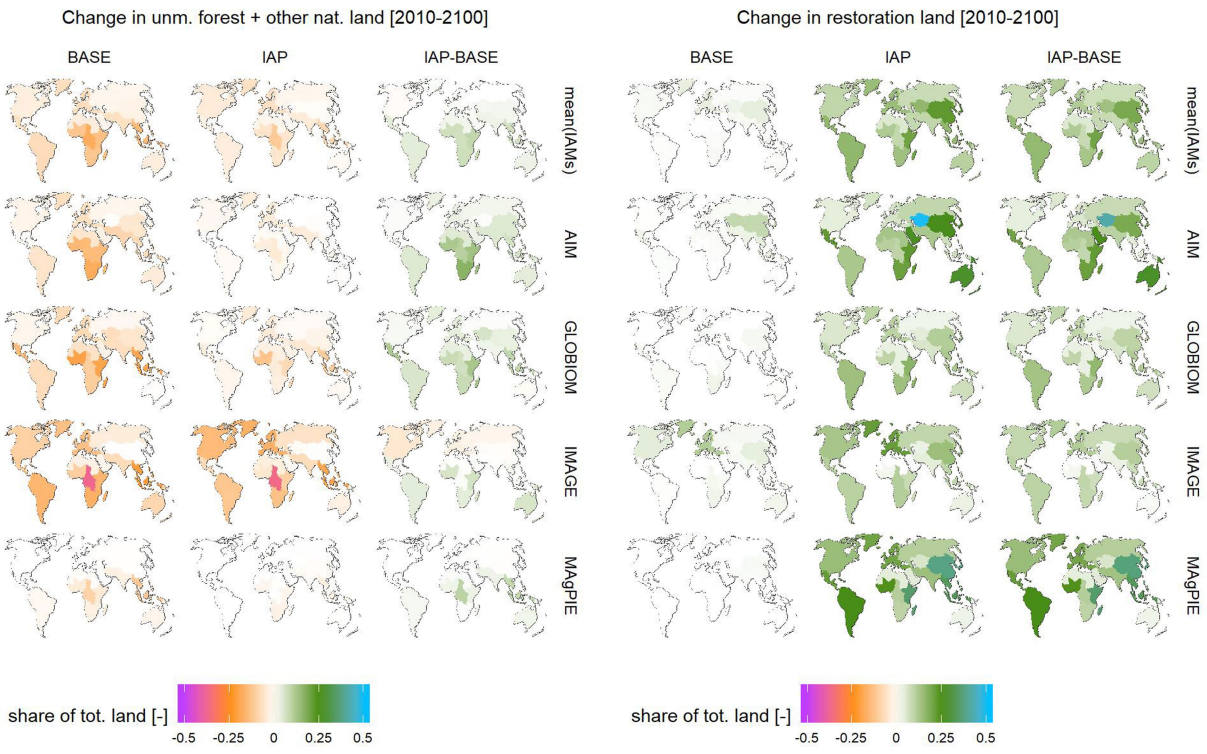 Change in unm. forest + other nat. land [2010-2100]
BASE IAP IAP-BASE
mean(IAMs)
AIM
GLOBIOM
IMAGE
MAgPIE
share of tot. land [-]
-0.5 -0.25 0 0.25 0.5
Change in restoration land [2010-2100]
BASE IAP IAP-BASE
mean(IAMs)
AIM
GLOBIOM
IMAGE
MAgPIE
share of tot. land [-]
-0.5 -0.25 0 0.25 0.5